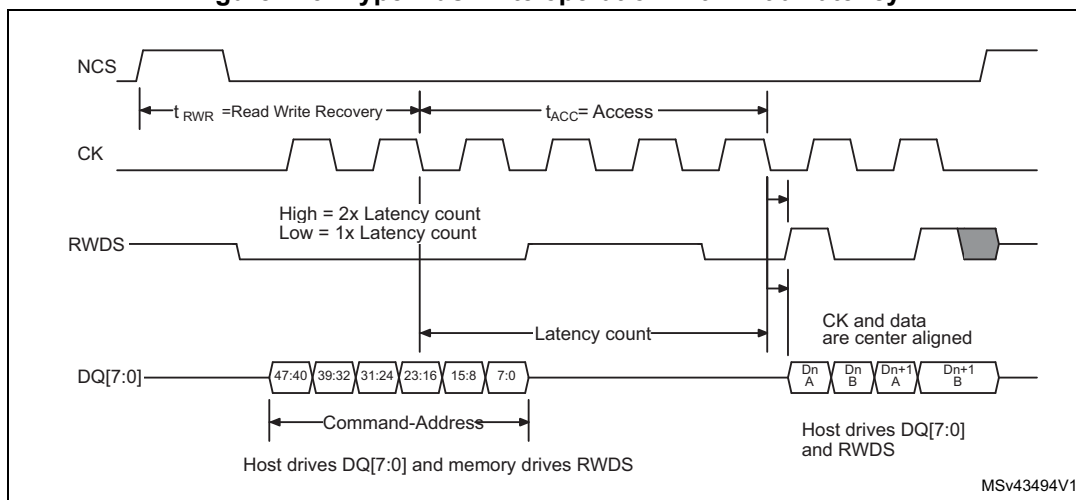 NCS
t RWR =Read Write Recovery
tACC= Access
CK
High = 2x Latency count
Low = 1x Latency count
RWDS
Latency count
CK and data
are center aligned
DQ[7:0]
47:40 39:32 31:24 23:16 15:8 7:0
Dn A Dn B Dn+1 A Dn+1 B
Command-Address
Host drives DQ[7:0]
and RWDS
Host drives DQ[7:0] and memory drives RWDS
MSv43494V1